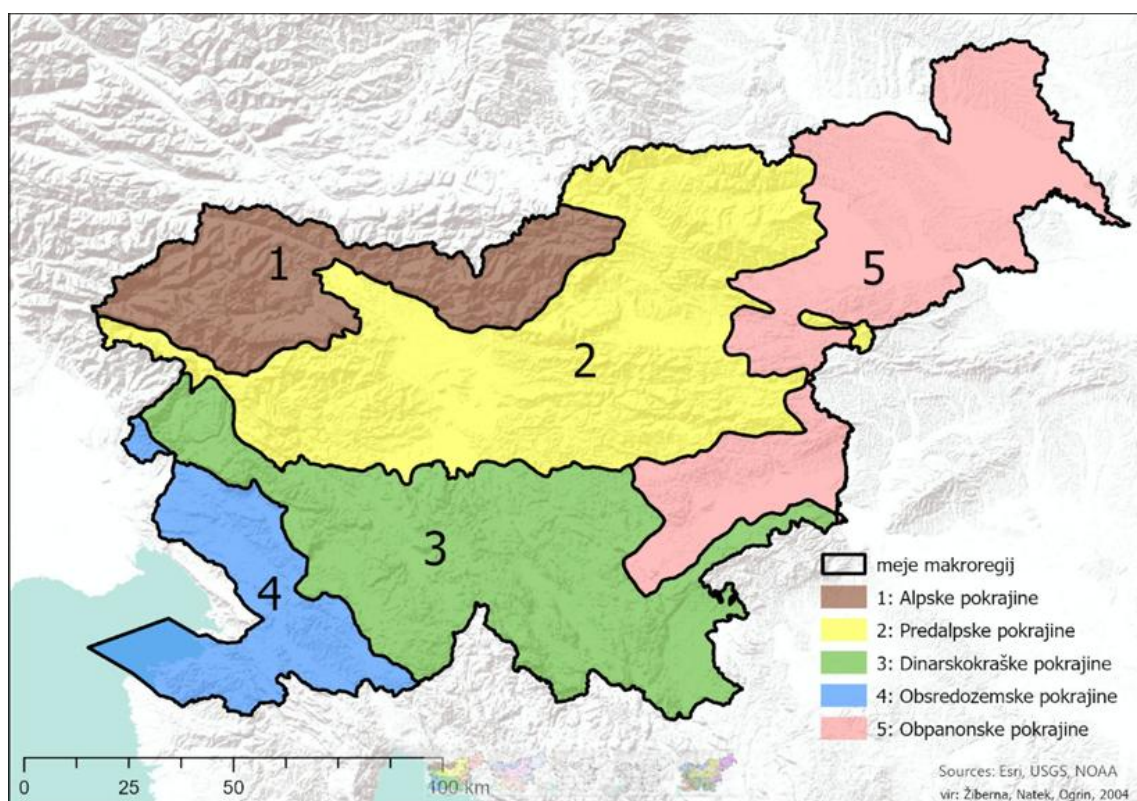 1
2
5
3
4
meje makroregij
1: Alpske pokrajine
2: Predalpske pokrajine
3: Dinarskokraške pokrajine
4: Obsredozemske pokrajine
5: Obpanonske pokrajine
0 25 50 100 km
Sources: Esri, USGS, NOAA
vir: Žiberna, Natek, Ogrin, 2004